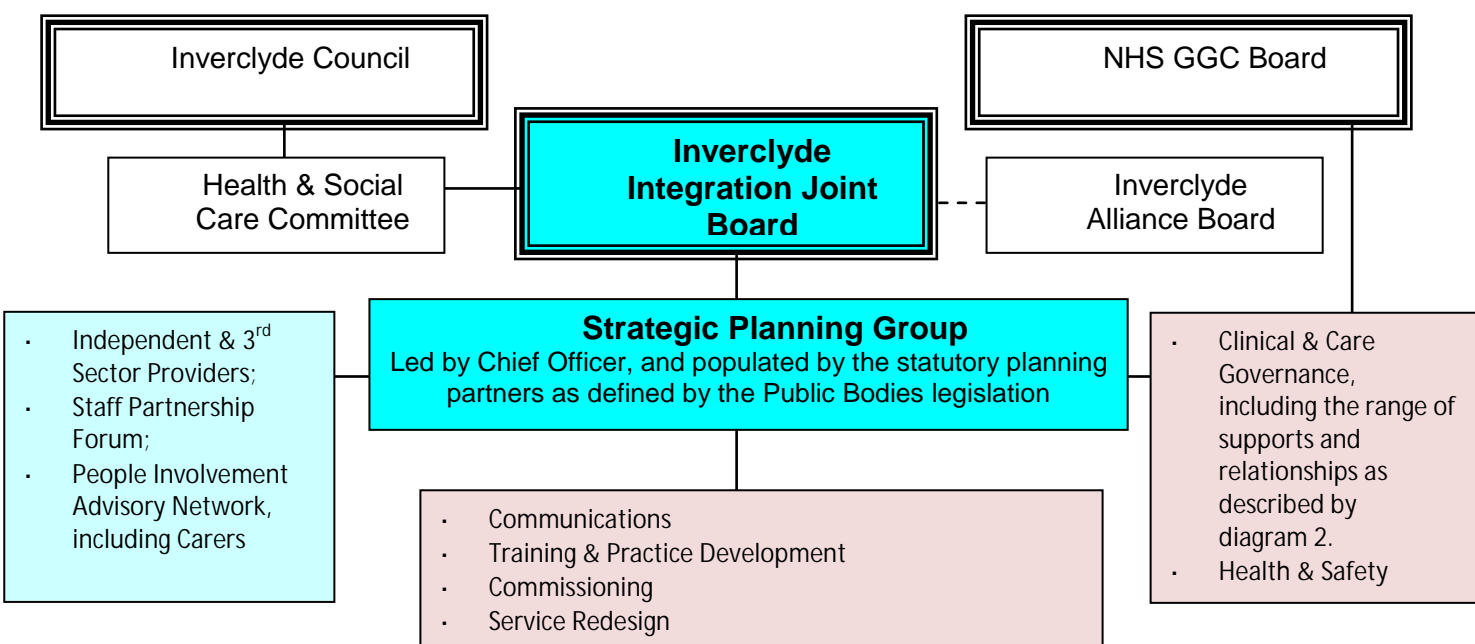 Inverclyde Council
NHS GGC Board
Inverclyde
Integration Joint
Board
Health & Social
Care Committee
Inverclyde
Alliance Board
Strategic Planning Group
Led by Chief Officer, and populated by the statutory planning
partners as defined by the Public Bodies legislation
· Independent & 3rd
Sector Providers;
· Staff Partnership
Forum;
· People Involvement
Advisory Network,
including Carers
· Clinical & Care
Governance,
including the range of
supports and
relationships as
described by
diagram 2.
· Health & Safety
· Communications
· Training & Practice Development
· Commissioning
· Service Redesign